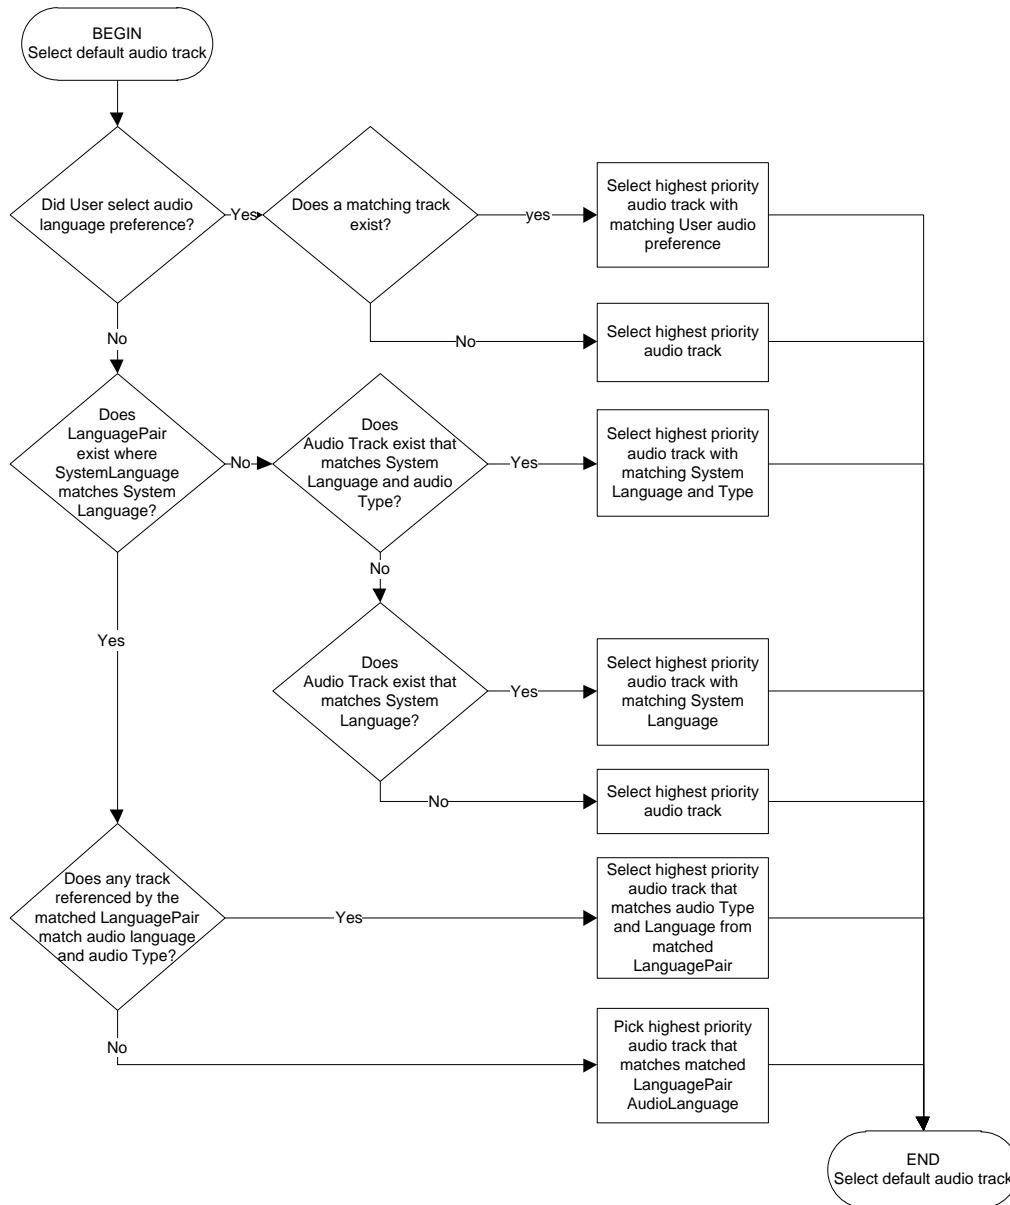 BEGIN
Select default audio track
Did User select audio
language preference?
Yes
Does a matching track
exist?
yes
Select highest priority
audio track with
matching User audio
preference
No
Select highest priority
audio track
No
Does
LanguagePair
exist where
SystemLanguage
matches System
Language?
No
Does
Audio Track exist that
matches System
Language and audio
Type?
Yes
Select highest priority
audio track with
matching System
Language and Type
No
Yes
Does
Audio Track exist that
matches System
Language?
Yes
Select highest priority
audio track with
matching System
Language
No
Select highest priority
audio track
Does any track
referenced by the
matched LanguagePair
match audio language
and audio Type?
Yes
Select highest priority
audio track that
matches audio Type
and Language from
matched
LanguagePair
No
Pick highest priority
audio track that
matches matched
LanguagePair
AudioLanguage
END
Select default audio track